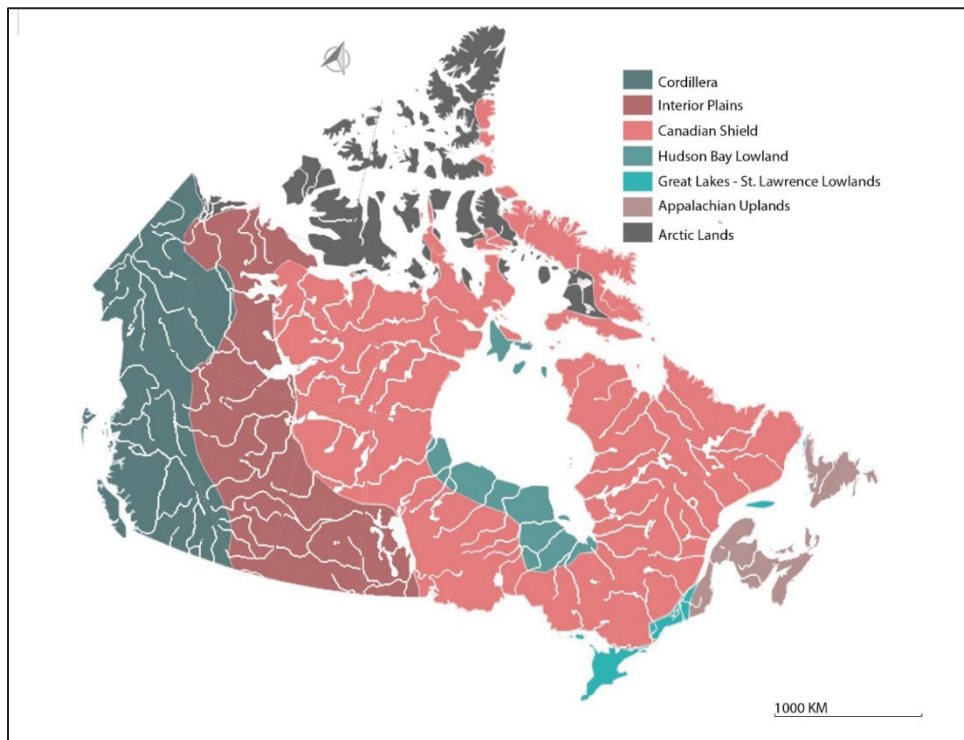 Cordillera
Interior Plains
Canadian Shield
Hudson Bay Lowland
Great Lakes - St. Lawrence Lowlands
Appalachian Uplands
Arctic Lands
1000 KM